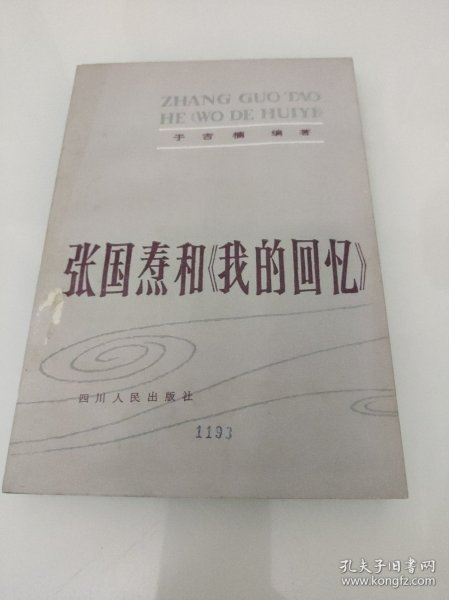 ZHANG GUO TAO
HE《WO DE HUIYI》
于吉楠 编著
张国焘和《我的回忆》
四川人民出版社
1193
孔夫子旧书网
www.kongfz.com